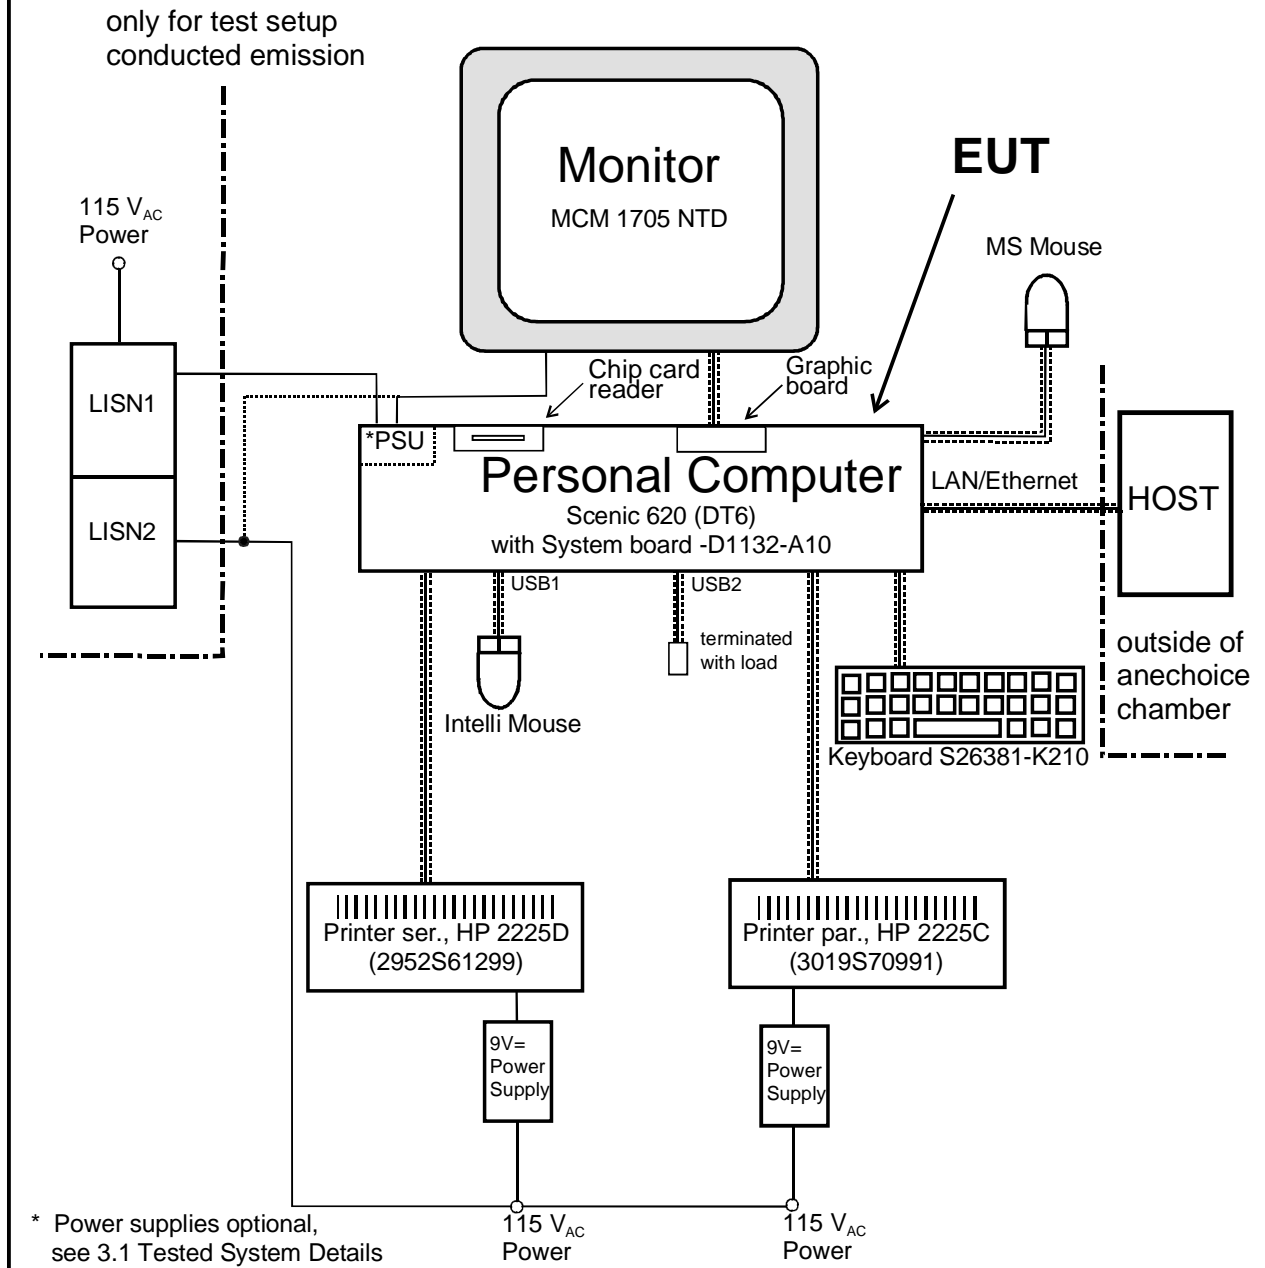 only for test setup
conducted emission
Monitor
MCM 1705 NTD
EUT
115 VAC
Power
MS Mouse
Chip card
reader
Graphic
board
LISN1
*PSU
Personal Computer
Scenic 620 (DT6)
with System board -D1132-A10
LAN/Ethernet
HOST
LISN2
USB1
USB2
terminated
with load
Intelli Mouse
outside of
anechoice
chamber
Keyboard S26381-K210
Printer ser., HP 2225D
(2952S61299)
Printer par., HP 2225C
(3019S70991)
9V=
Power
Supply
9V=
Power
Supply
115 VAC
Power
115 VAC
Power
* Power supplies optional,
see 3.1 Tested System Details